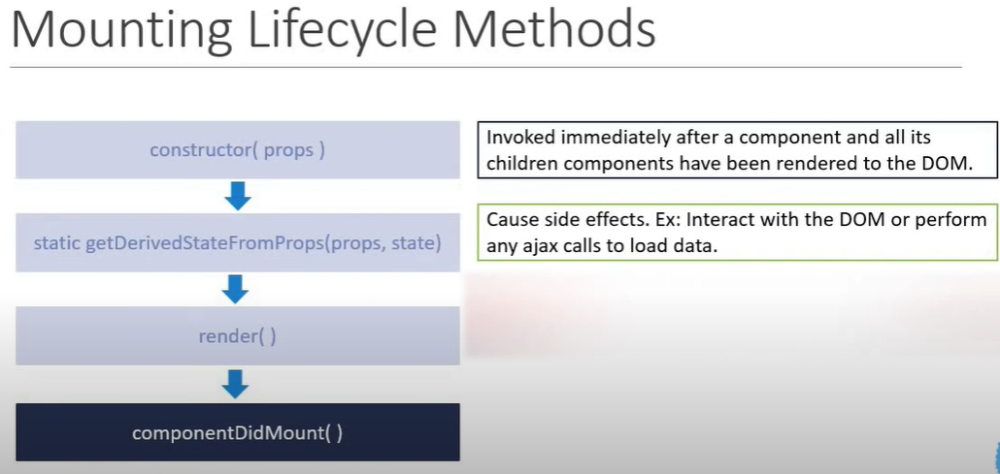 Mounting Lifecycle Methods
constructor( props )
static getDerivedStateFromProps(props, state)
render( )
componentDidMount( )
Invoked immediately after a component and all its
children components have been rendered to the DOM.
Cause side effects. Ex: Interact with the DOM or perform
any ajax calls to load data.